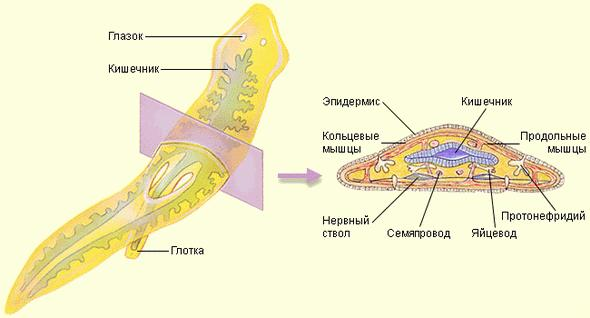 Глазок
Кишечник
Глотка
Эпидермис
Кишечник
Кольцевые
мышцы
Продольные
мышцы
Нервный
ствол
Семяпровод
Яйцевод
Протонефридий